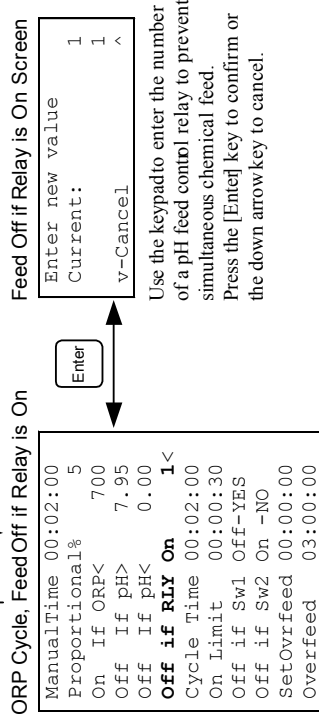 ORP Cycle, Feed Off if Relay is On
ManualTime 00:02:00
Proportional% 5
On If ORP< 700
Off If pH> 7.95
Off If pH< 0.00
Off if RLY On 1<
Cycle Time 00:02:00
On Limit 00:00:30
Off if Sw1 Off-YES
Off if Sw2 On -NO
SetOvrfeed 00:00:00
Overfeed 03:00:00
Enter
Feed Off if Relay is On Screen
Enter new value
Current: 1
1
v-Cancel ^
Use the keypad to enter the number
of a pH feed control relay to prevent
simultaneous chemical feed.
Press the [Enter] key to confirm or
the down arrow key to cancel.